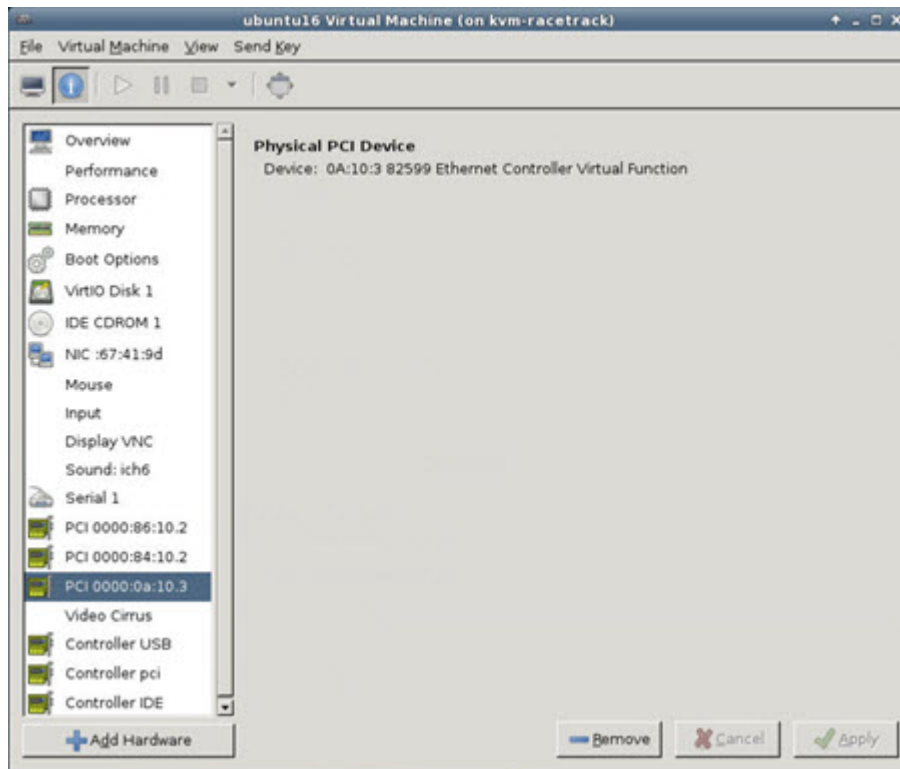 ubuntu16 Virtual Machine (on kvm-racetrack)
File Virtual Machine View Send Key
Overview
Performance
Processor
Memory
Boot Options
VirtIO Disk 1
IDE CDROM 1
NIC :67:41:9d
Mouse
Input
Display VNC
Sound: ich6
Serial 1
PCI 0000:86:10.2
PCI 0000:84:10.2
PCI 0000:0a:10.3
Video Cirrus
Controller USB
Controller pci
Controller IDE
Add Hardware
Physical PCI Device
Device: 0A:10:3 82599 Ethernet Controller Virtual Function
Remove Cancel Apply